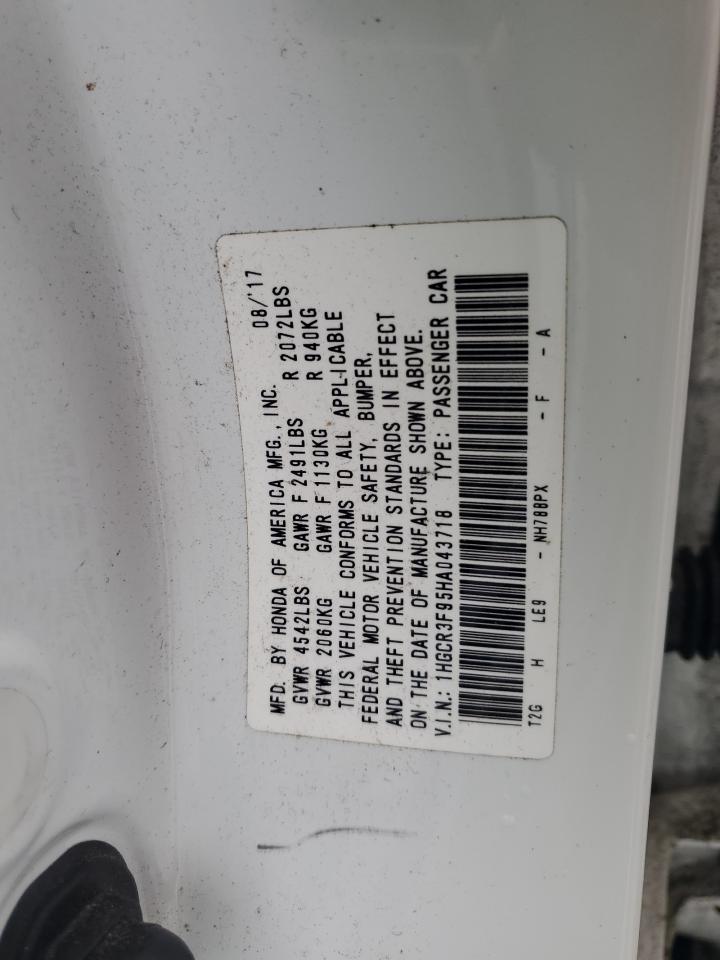 MFD. BY HONDA OF AMERICA MFG., INC. 08/'17
GVWR 4542LBS GAWR F 2491LBS R 2072LBS
GVWR 2060KG GAWR F 1130KG R 940KG
THIS VEHICLE CONFORMS TO ALL APPLICABLE
FEDERAL MOTOR VEHICLE SAFETY, BUMPER,
AND THEFT PREVENTION STANDARDS IN EFFECT
ON THE DATE OF MANUFACTURE SHOWN ABOVE.
V.I.N.: 1HGCR3F95HA043718 TYPE: PASSENGER CAR
T2G H LE9 - NH788PX - F - A